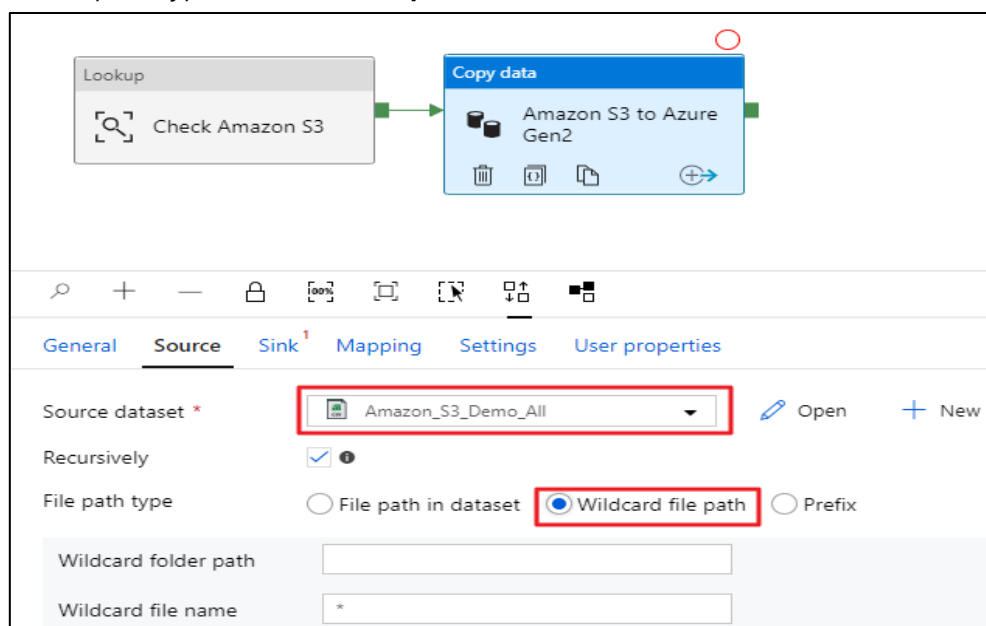 Lookup
Check Amazon S3
Copy data
Amazon S3 to Azure
Gen2
General Source Sink 1 Mapping Settings User properties
Source dataset * Amazon_S3_Demo_All Open + New
Recursively
File path type File path in dataset Wildcard file path Prefix
Wildcard folder path
Wildcard file name *